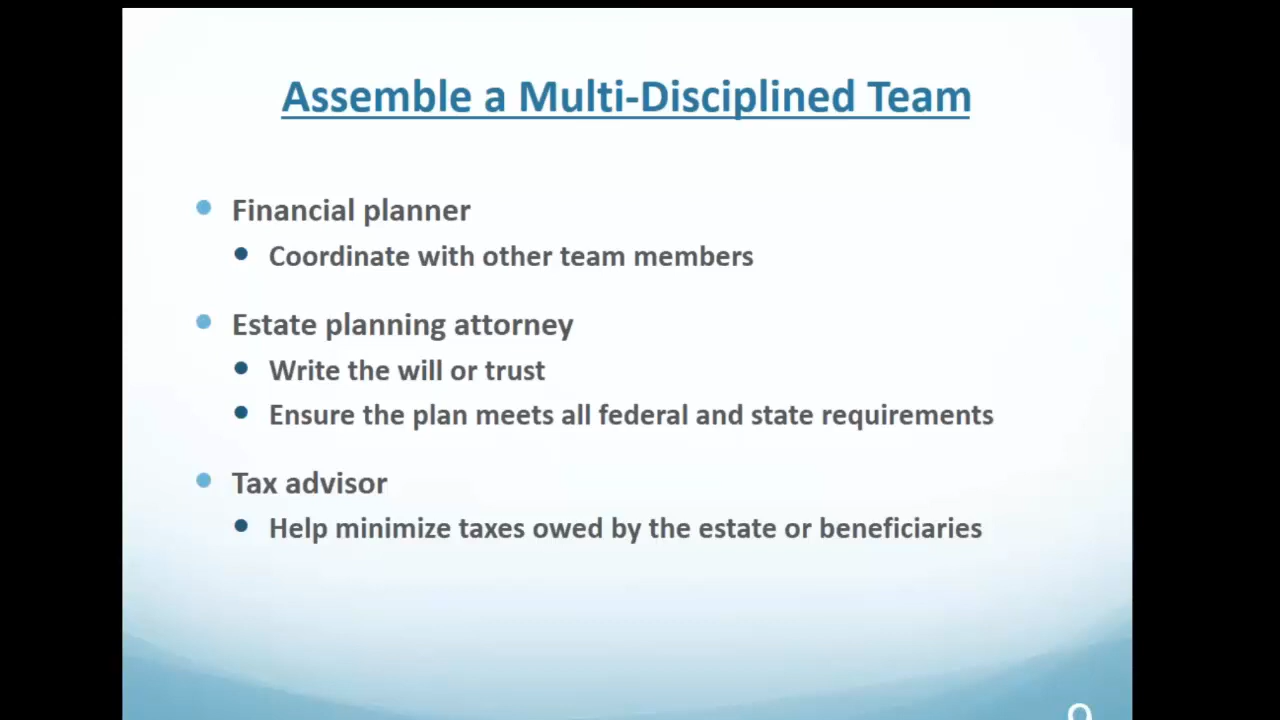 Assemble a Multi-Disciplined Team
Financial planner
Coordinate with other team members
Estate planning attorney
Write the will or trust
Ensure the plan meets all federal and state requirements
Tax advisor
Help minimize taxes owed by the estate or beneficiaries